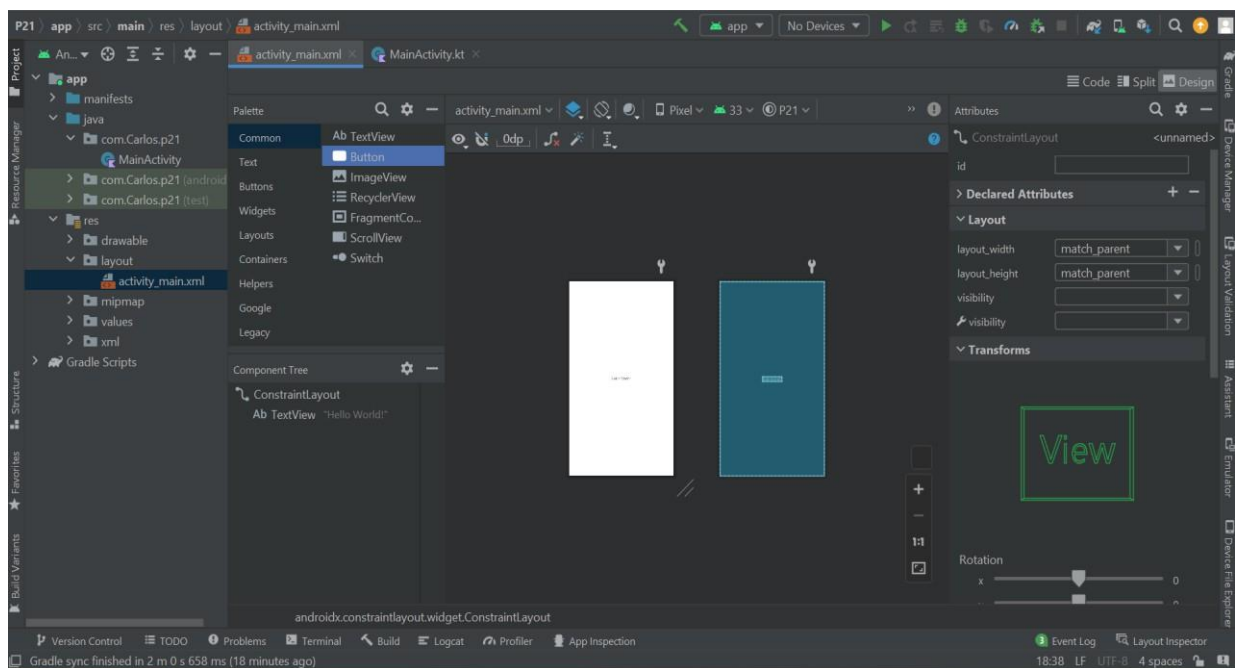 P21 app src main res layout activity_main.xml
app No Devices
An... activity_main.xml MainActivity.kt
Code Split Design
Project
Resource Manager
Structure
Favorites
Build Variants
app
manifests
java
com.Carlos.p21
MainActivity
com.Carlos.p21 (android
com.Carlos.p21 (test)
res
drawable
layout
activity_main.xml
mipmap
values
xml
Gradle Scripts
Palette
Common
Text
Buttons
Widgets
Layouts
Containers
Helpers
Google
Legacy
Ab TextView
Button
ImageView
RecyclerView
FragmentCo...
ScrollView
Switch
Component Tree
ConstraintLayout
Ab TextView "Hello World!"
activity_main.xml Pixel 33 P21 »
0dp
1:1
androidx.constraintlayout.widget.ConstraintLayout
Attributes
ConstraintLayout <unnamed>
id
Declared Attributes
Layout
layout_width match_parent
layout_height match_parent
visibility
visibility
Transforms
View
Rotation
x 0
Gradle
Device Manager
Layout Validation
Assistant
Emulator
Device File Explorer
Version Control TODO Problems Terminal Build Logcat Profiler App Inspection 3 Event Log Layout Inspector
Gradle sync finished in 2 m 0 s 658 ms (18 minutes ago) 18:38 LF UTF-8 4 spaces